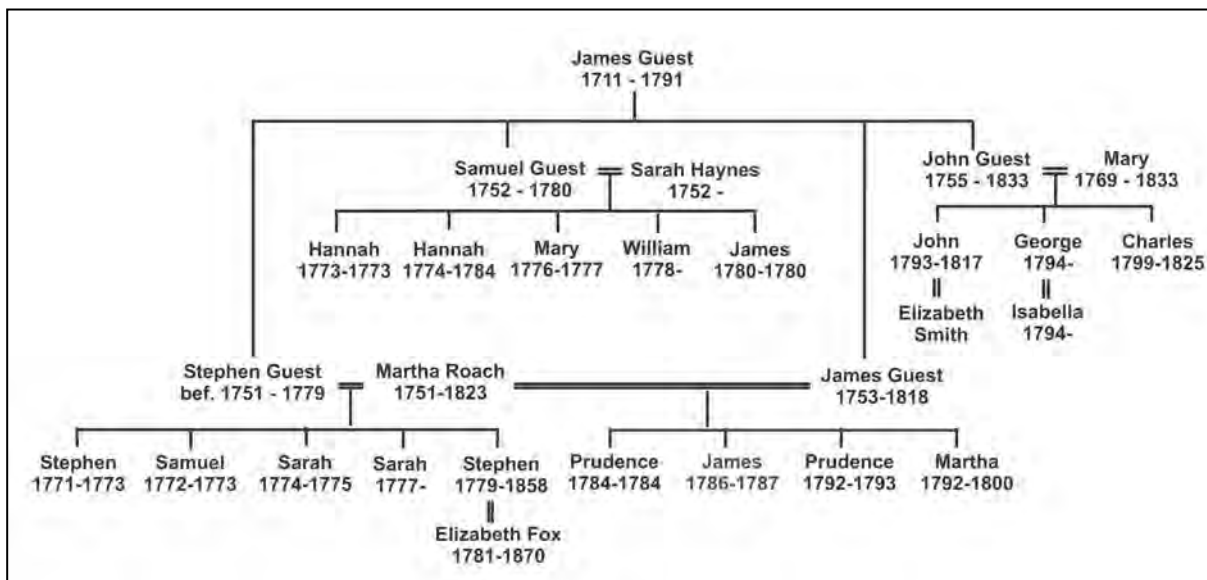 James Guest
1711 - 1791
Samuel Guest
1752 - 1780
Sarah Haynes
1752 -
John Guest
1755 - 1833
Mary
1769 - 1833
Hannah
1773-1773
Hannah
1774-1784
Mary
1776-1777
William
1778-
James
1780-1780
John
1793-1817
George
1794-
Charles
1799-1825
Elizabeth
Smith
Isabella
1794-
Stephen Guest
bef. 1751 - 1779
Martha Roach
1751-1823
James Guest
1753-1818
Stephen
1771-1773
Samuel
1772-1773
Sarah
1774-1775
Sarah
1777-
Stephen
1779-1858
Prudence
1784-1784
James
1786-1787
Prudence
1792-1793
Martha
1792-1800
Elizabeth Fox
1781-1870